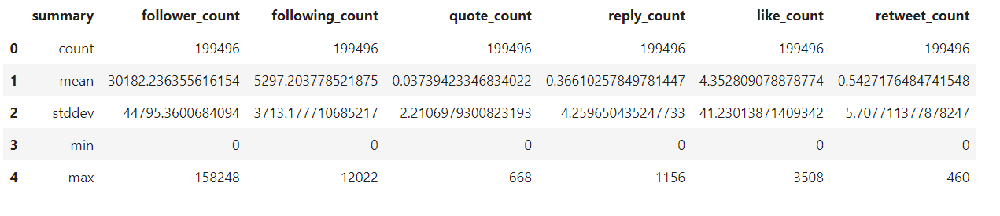 summary follower_count following_count quote_count reply_count like_count retweet_count
0 count 199496 199496 199496 199496 199496 199496
1 mean 30182.236355616154 5297.203778521875 0.03739423346834022 0.36610257849781447 4.352809078878774 0.5427176484741548
2 stddev 44795.3600684094 3713.177710685217 2.2106979300823193 4.259650435247733 41.23013871409342 5.707711377878247
3 min 0 0 0 0 0 0
4 max 158248 12022 668 1156 3508 460